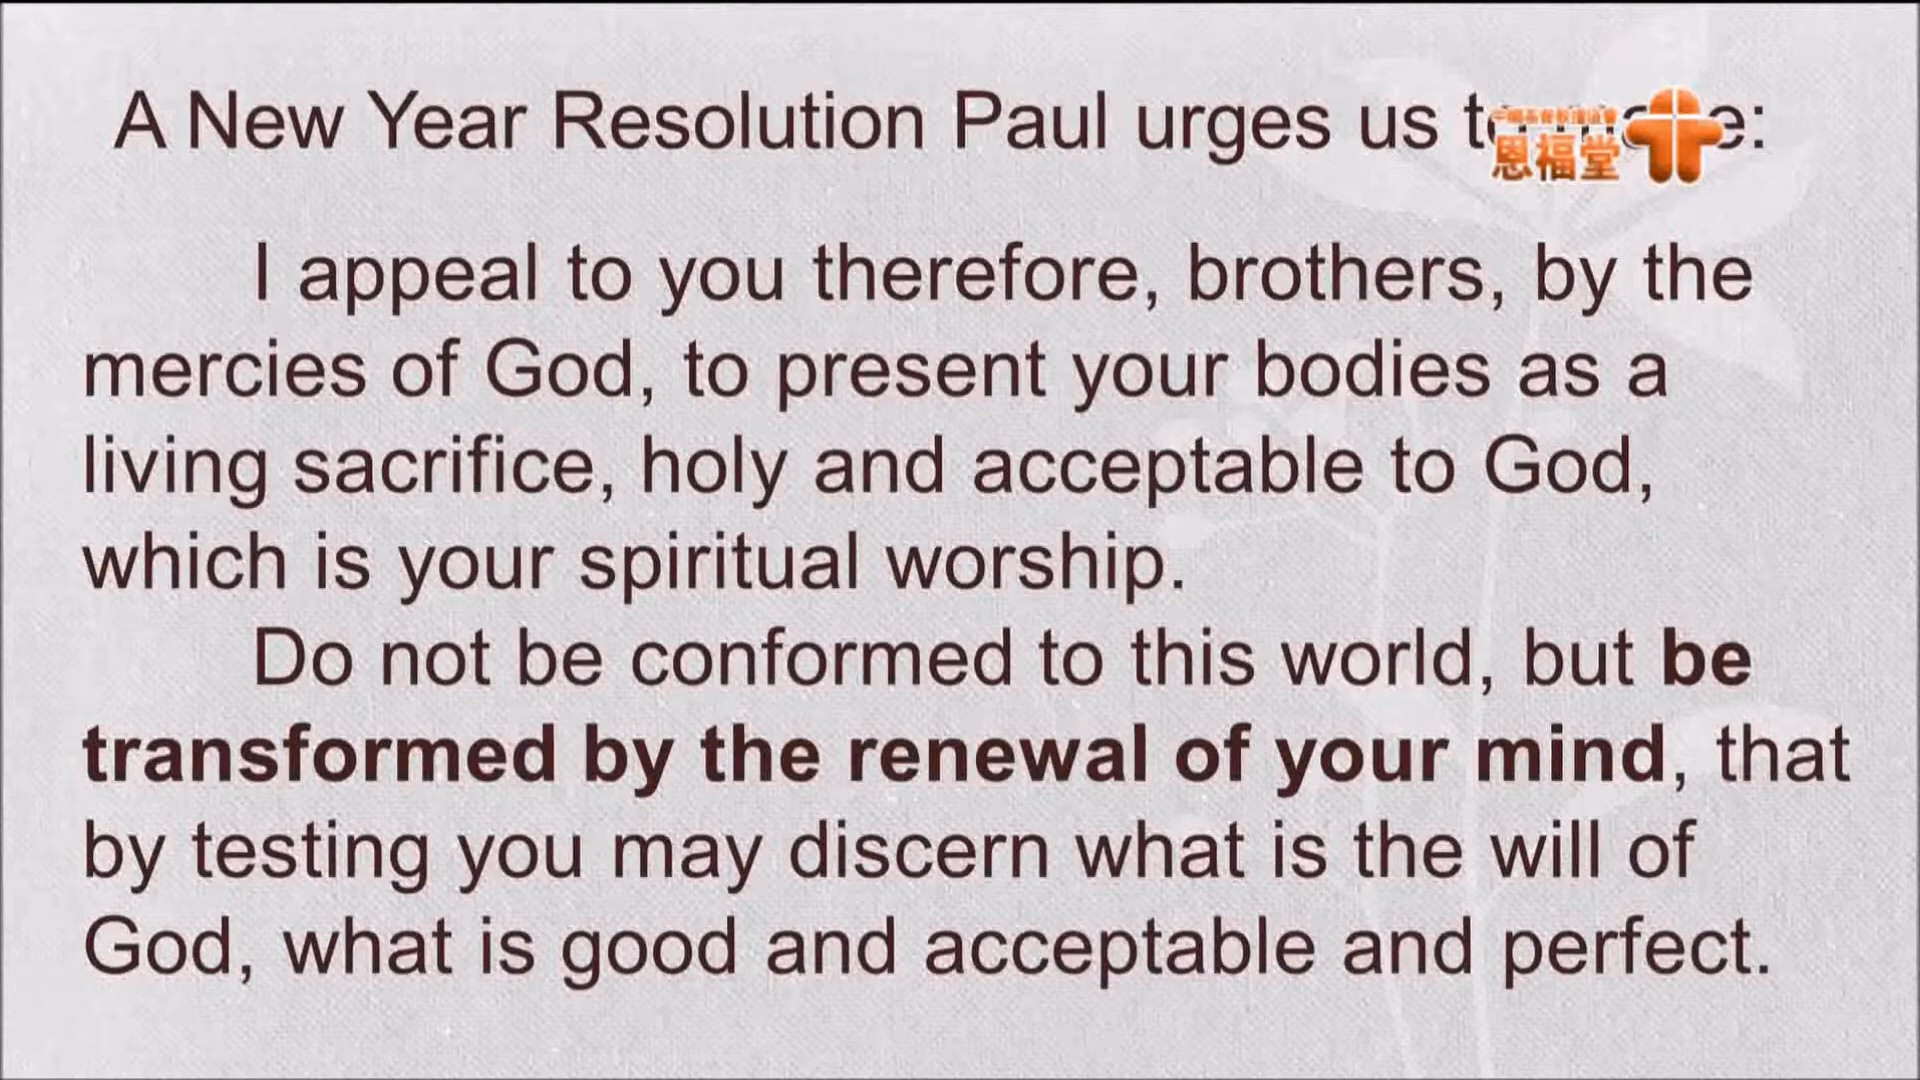 A New Year Resolution Paul urges us
恩福堂
I appeal to you therefore, brothers, by the
mercies of God, to present your bodies as a
living sacrifice, holy and acceptable to God,
which is your spiritual worship.
Do not be conformed to this world, but be
transformed by the renewal of your mind, that
by testing you may discern what is the will of
God, what is good and acceptable and perfect.